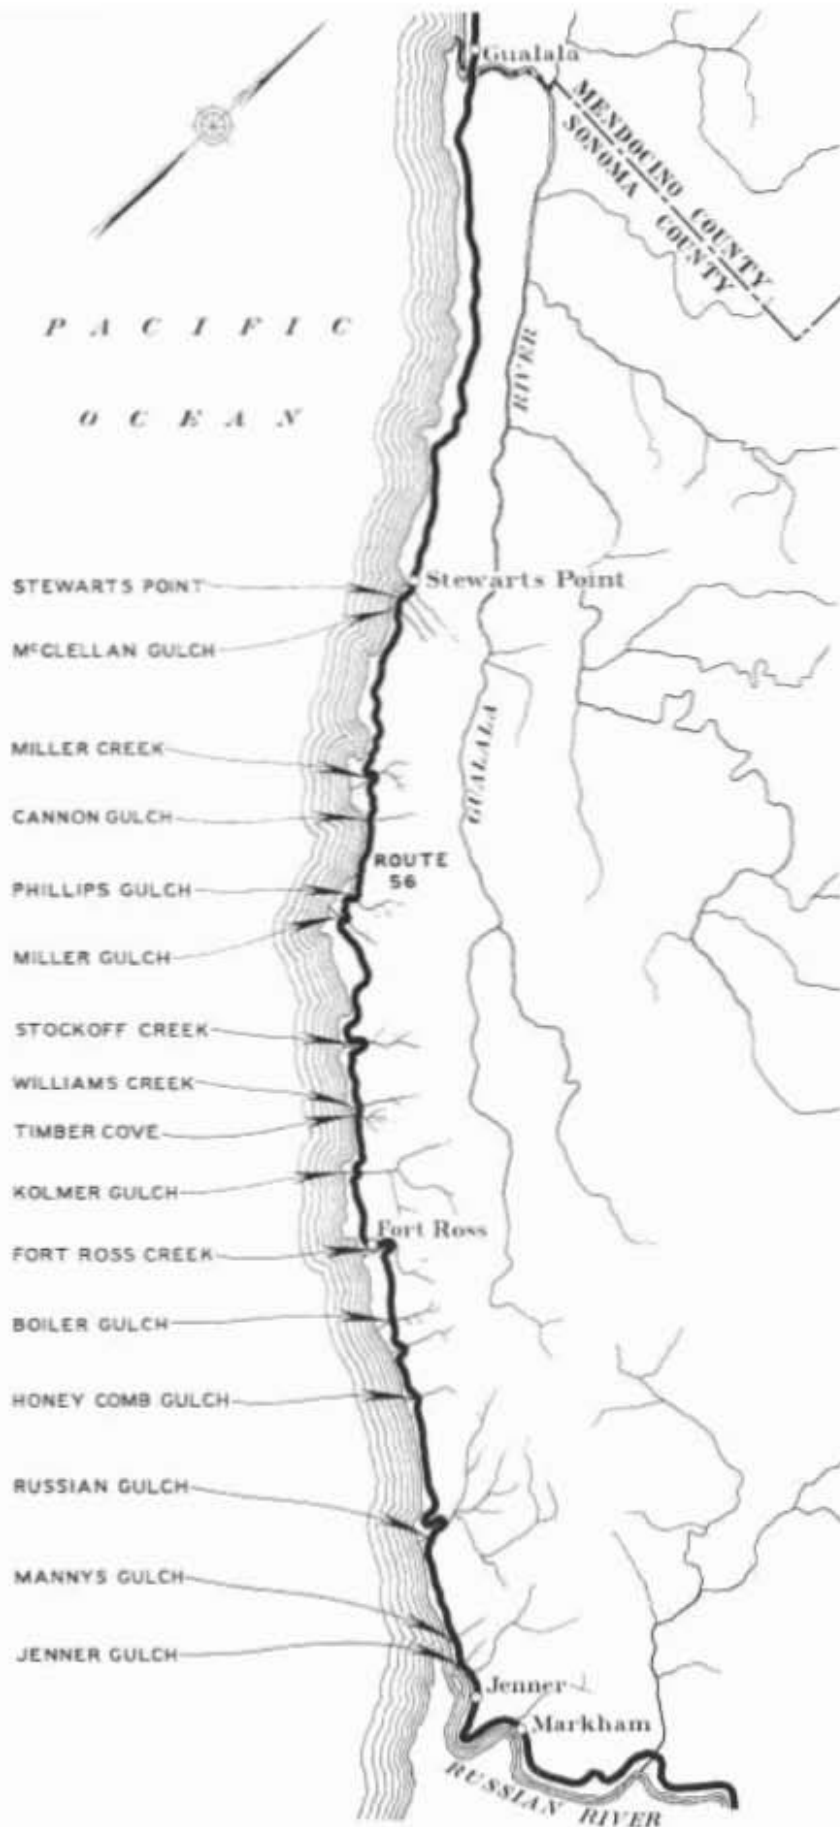 Gualala
MENDOCINO COUNTY
SONOMA COUNTY
PACIFIC
OCEAN
RIVER
STEWARTS POINT
Stewarts Point
McCLELLAN GULCH
GUALALA
MILLER CREEK
CANNON GULCH
ROUTE
56
PHILLIPS GULCH
MILLER GULCH
STOCKOFF CREEK
WILLIAMS CREEK
TIMBER COVE
KOLMER GULCH
Fort Ross
FORT ROSS CREEK
BOILER GULCH
HONEY COMB GULCH
RUSSIAN GULCH
MANNYS GULCH
JENNER GULCH
Jenner
Markham
RUSSIAN RIVER